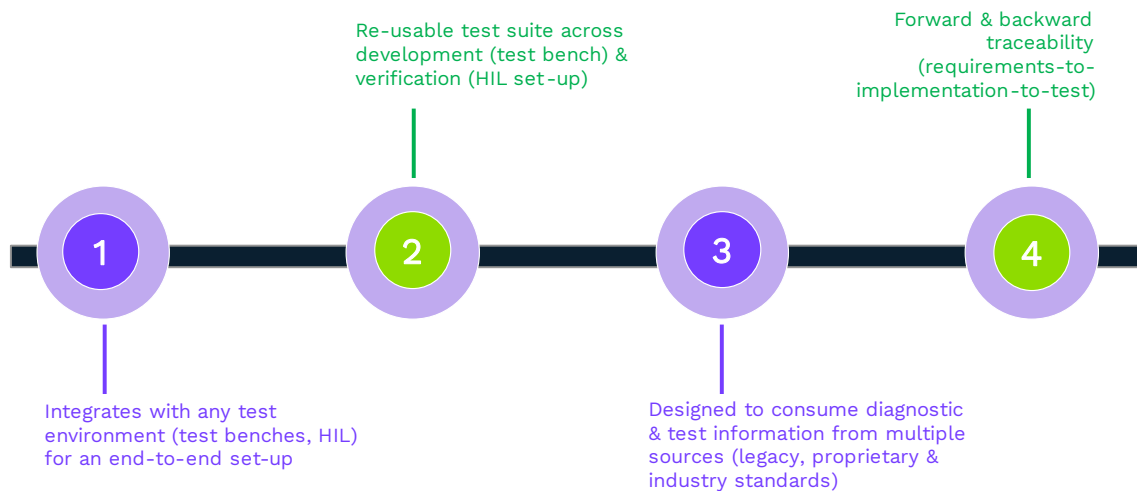 1
Integrates with any test
environment (test benches, HIL)
for an end-to-end set-up
Re-usable test suite across
development (test bench) &
verification (HIL set-up)
2
3
Designed to consume diagnostic
& test information from multiple
sources (legacy, proprietary &
industry standards)
Forward & backward
traceability
(requirements-to-
implementation-to-test)
4